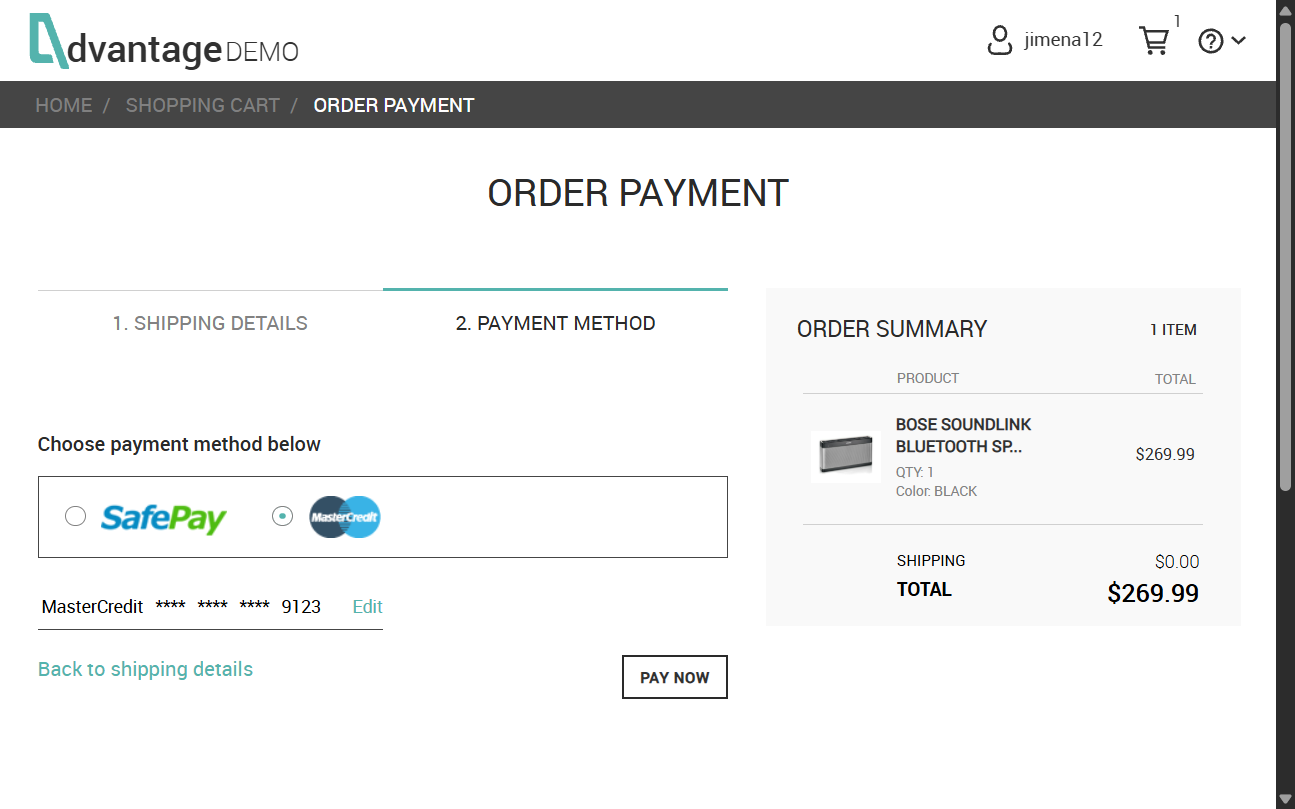 dvantage DEMO
jimena12
1
HOME / SHOPPING CART / ORDER PAYMENT
ORDER PAYMENT
1. SHIPPING DETAILS
2. PAYMENT METHOD
Choose payment method below
SafePay
MasterCredit
MasterCredit **** **** **** 9123 Edit
Back to shipping details
PAY NOW
ORDER SUMMARY
1 ITEM
PRODUCT
TOTAL
BOSE SOUNDLINK
BLUETOOTH SP...
$269.99
QTY: 1
Color: BLACK
SHIPPING
$0.00
TOTAL
$269.99